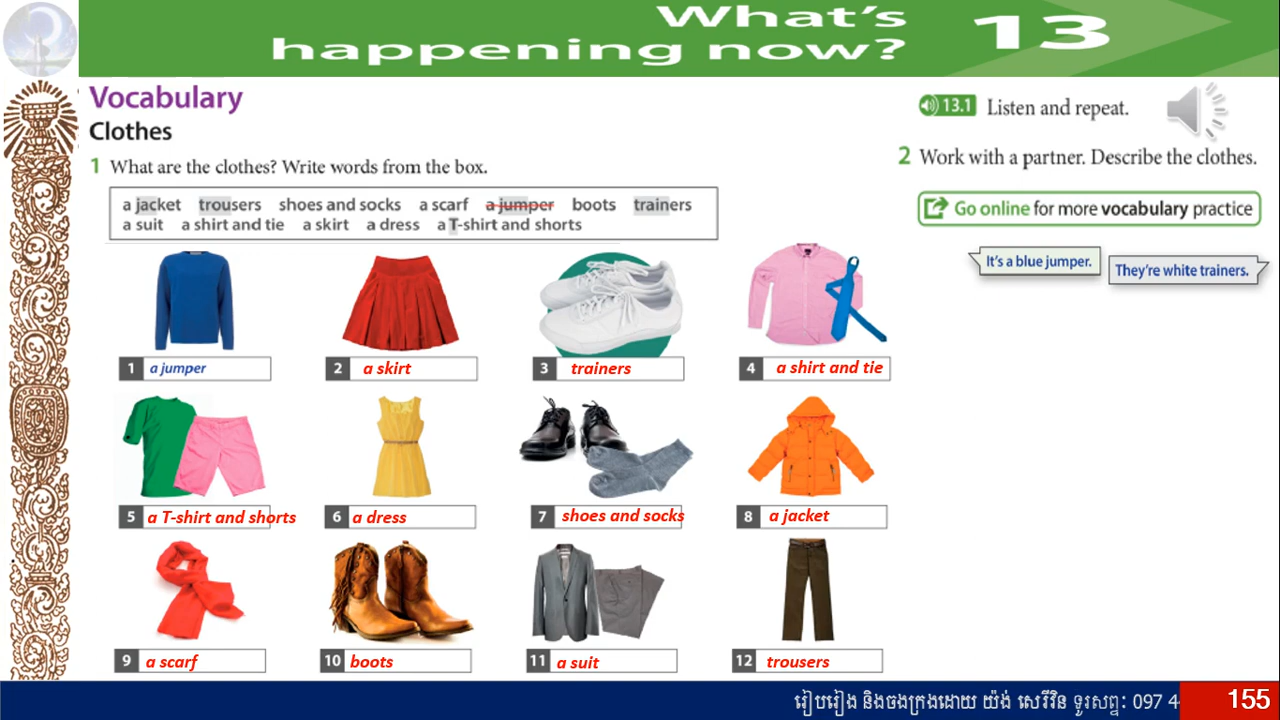 What's
happening now?
13
Vocabulary
Clothes
1 What are the clothes? Write words from the box.
a jacket trousers shoes and socks a scarf a jumper boots trainers
a suit a shirt and tie a skirt a dress a T-shirt and shorts
13.1 Listen and repeat.
2 Work with a partner. Describe the clothes.
Go online for more vocabulary practice
It's a blue jumper.
They're white trainers.
1 a jumper
2 a skirt
3 trainers
4 a shirt and tie
5 a T-shirt and shorts
6 a dress
7 shoes and socks
8 a jacket
9 a scarf
10 boots
11 a suit
12 trousers
រៀបរៀង និងចងក្រងដោយ យ៉ង់ សេរីវិន ទូរសព្ទ: 097 4
155